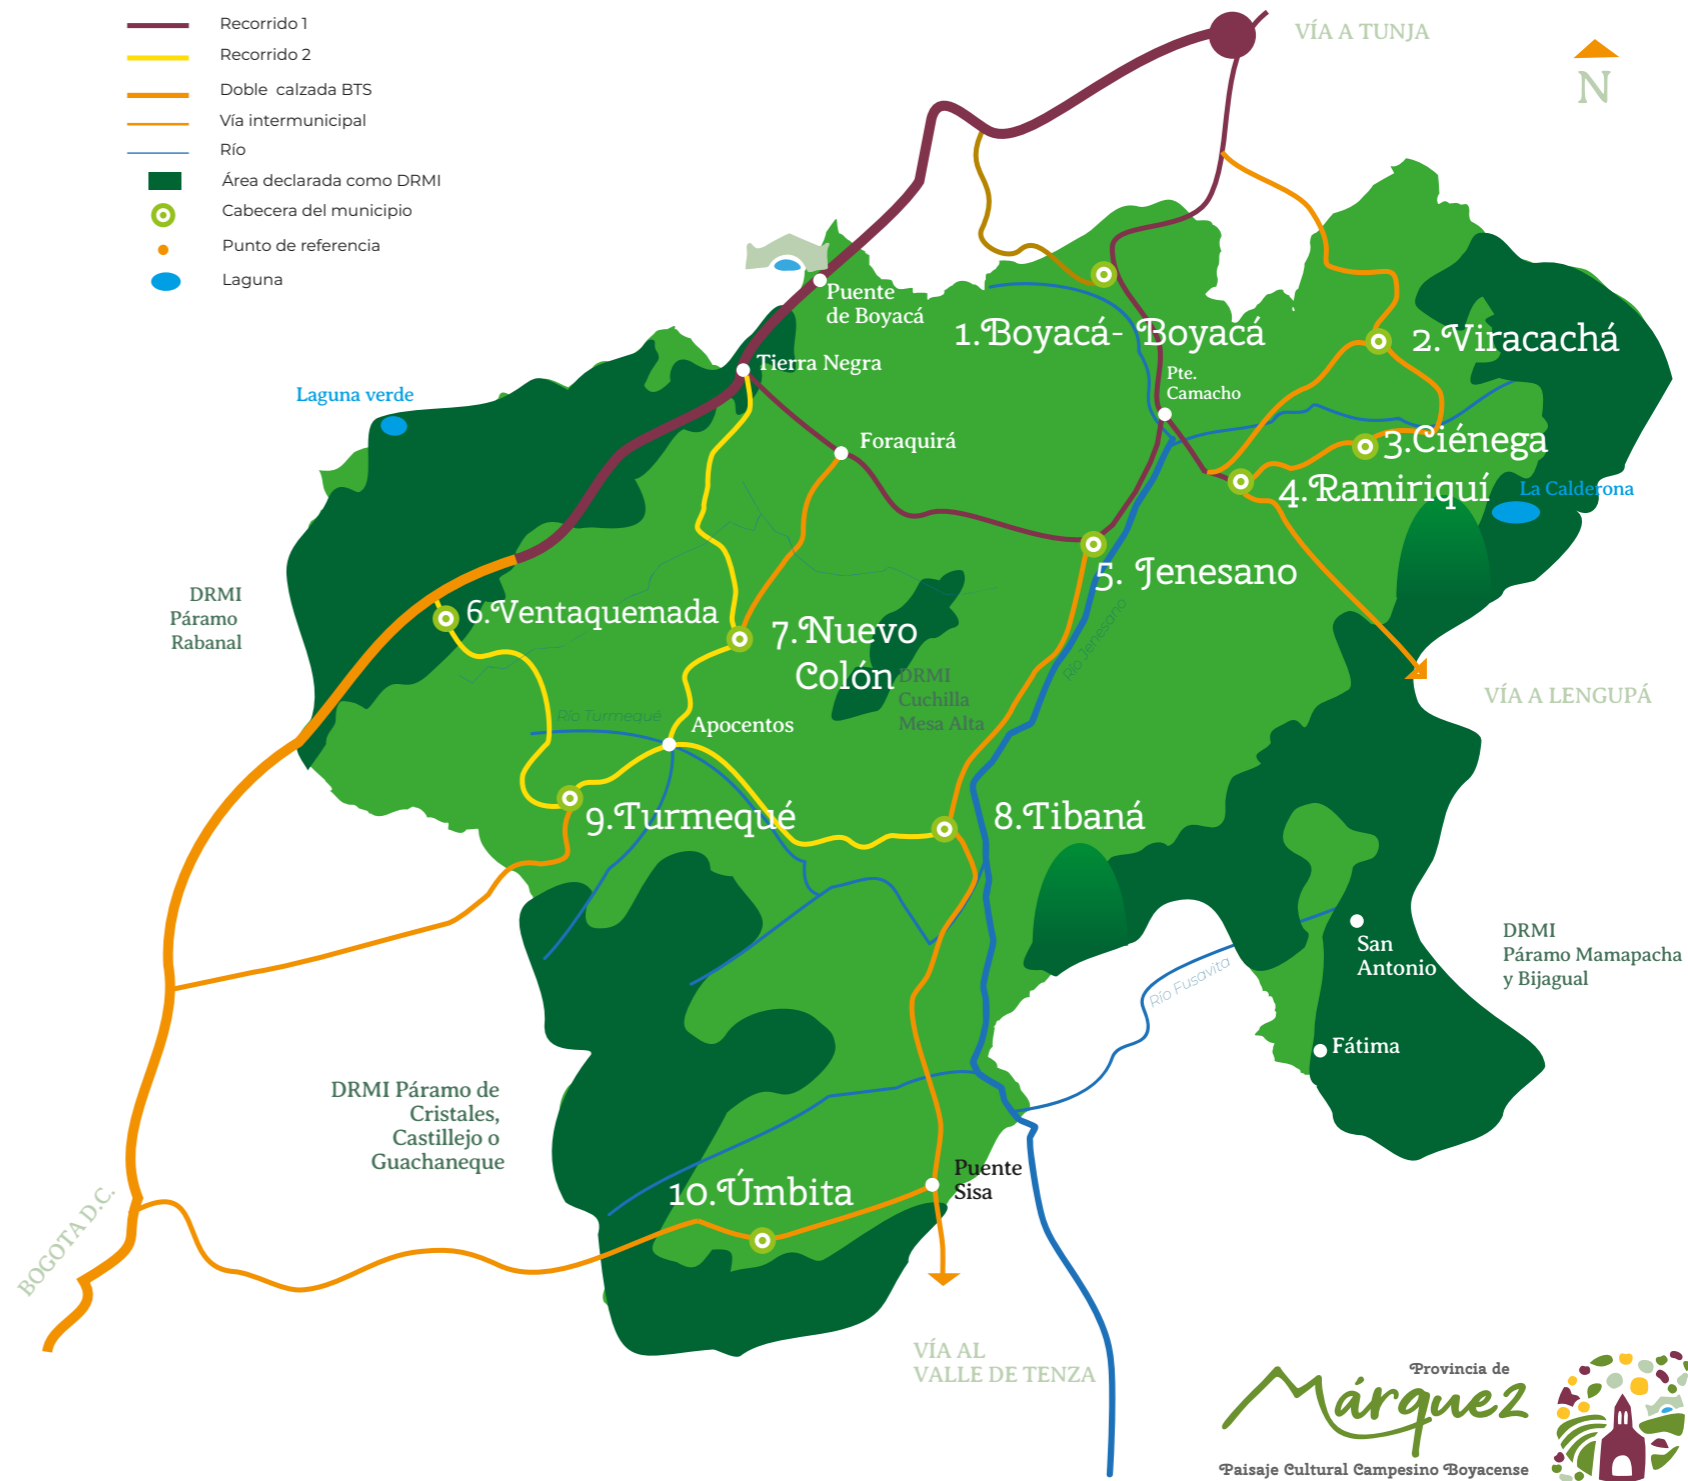 Recorrido 1
Recorrido 2
Doble calzada BTS
Vía intermunicipal
Río
Área declarada como DRMI
Cabecera del municipio
Punto de referencia
Laguna
VÍA A TUNJA
N
Puente
de Boyacá
1.Boyacá- Boyacá
2.Viracachá
Tierra Negra
Pte.
Camacho
Laguna verde
Foraquirá
3.Ciénega
4.Ramiriquí
La Calderona
5. Jenesano
DRMI
Páramo
Rabanal
6.Ventaquemada
7.Nuevo
Colón
Río Jenesano
DRMI
Cuchilla
Mesa Alta
VÍA A LENGUPÁ
Río Turmequé
Apocentos
9.Turmequé
8.Tibaná
San
Antonio
DRMI
Páramo Mamapacha
y Bijagual
Río Fusavita
Fátima
DRMI Páramo de
Cristales,
Castillejo o
Guachaneque
Puente
Sisa
10.Úmbita
BOGOTA D.C.
VÍA AL
VALLE DE TENZA
Provincia de
Márquez
Paisaje Cultural Campesino Boyacense